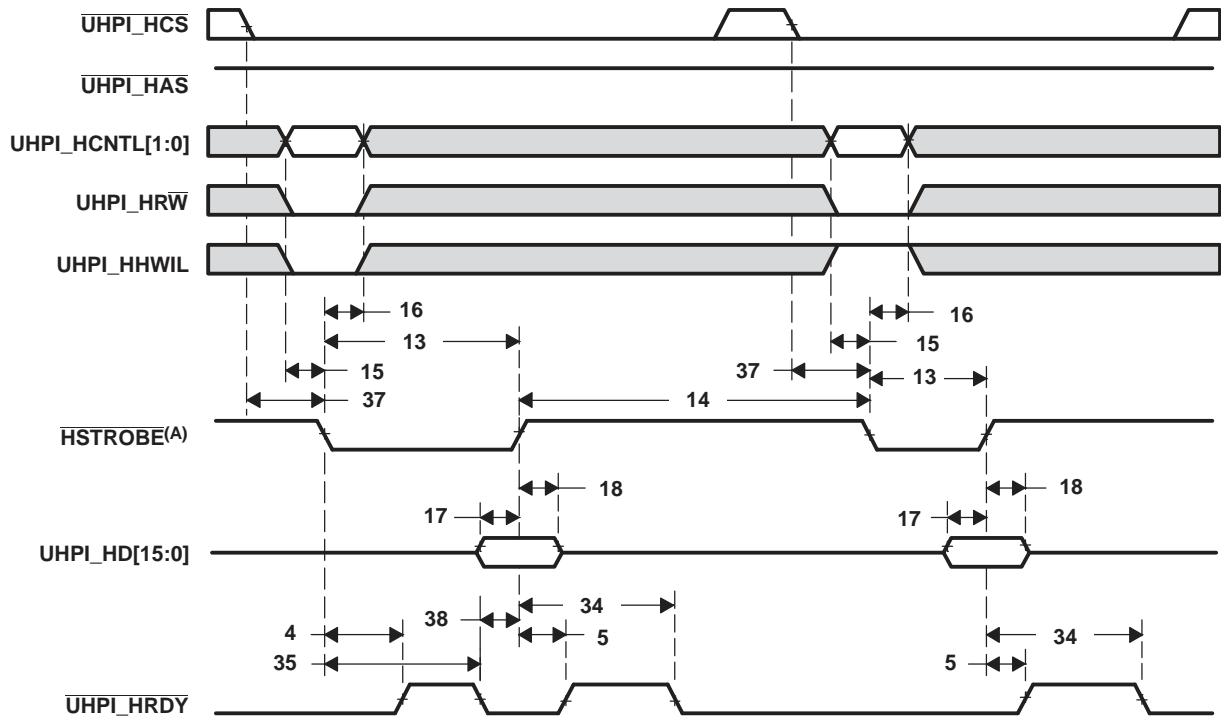 UHPI_HCS
UHPI_HAS
UHPI_HCNTL[1:0]
UHPI_HRW
UHPI_HHWIL
16
16
13
15
15
37
13
37
14
HSTROBE(A)
18
18
17
17
UHPI_HD[15:0]
34
38
4
5
34
35
5
UHPI_HRDY